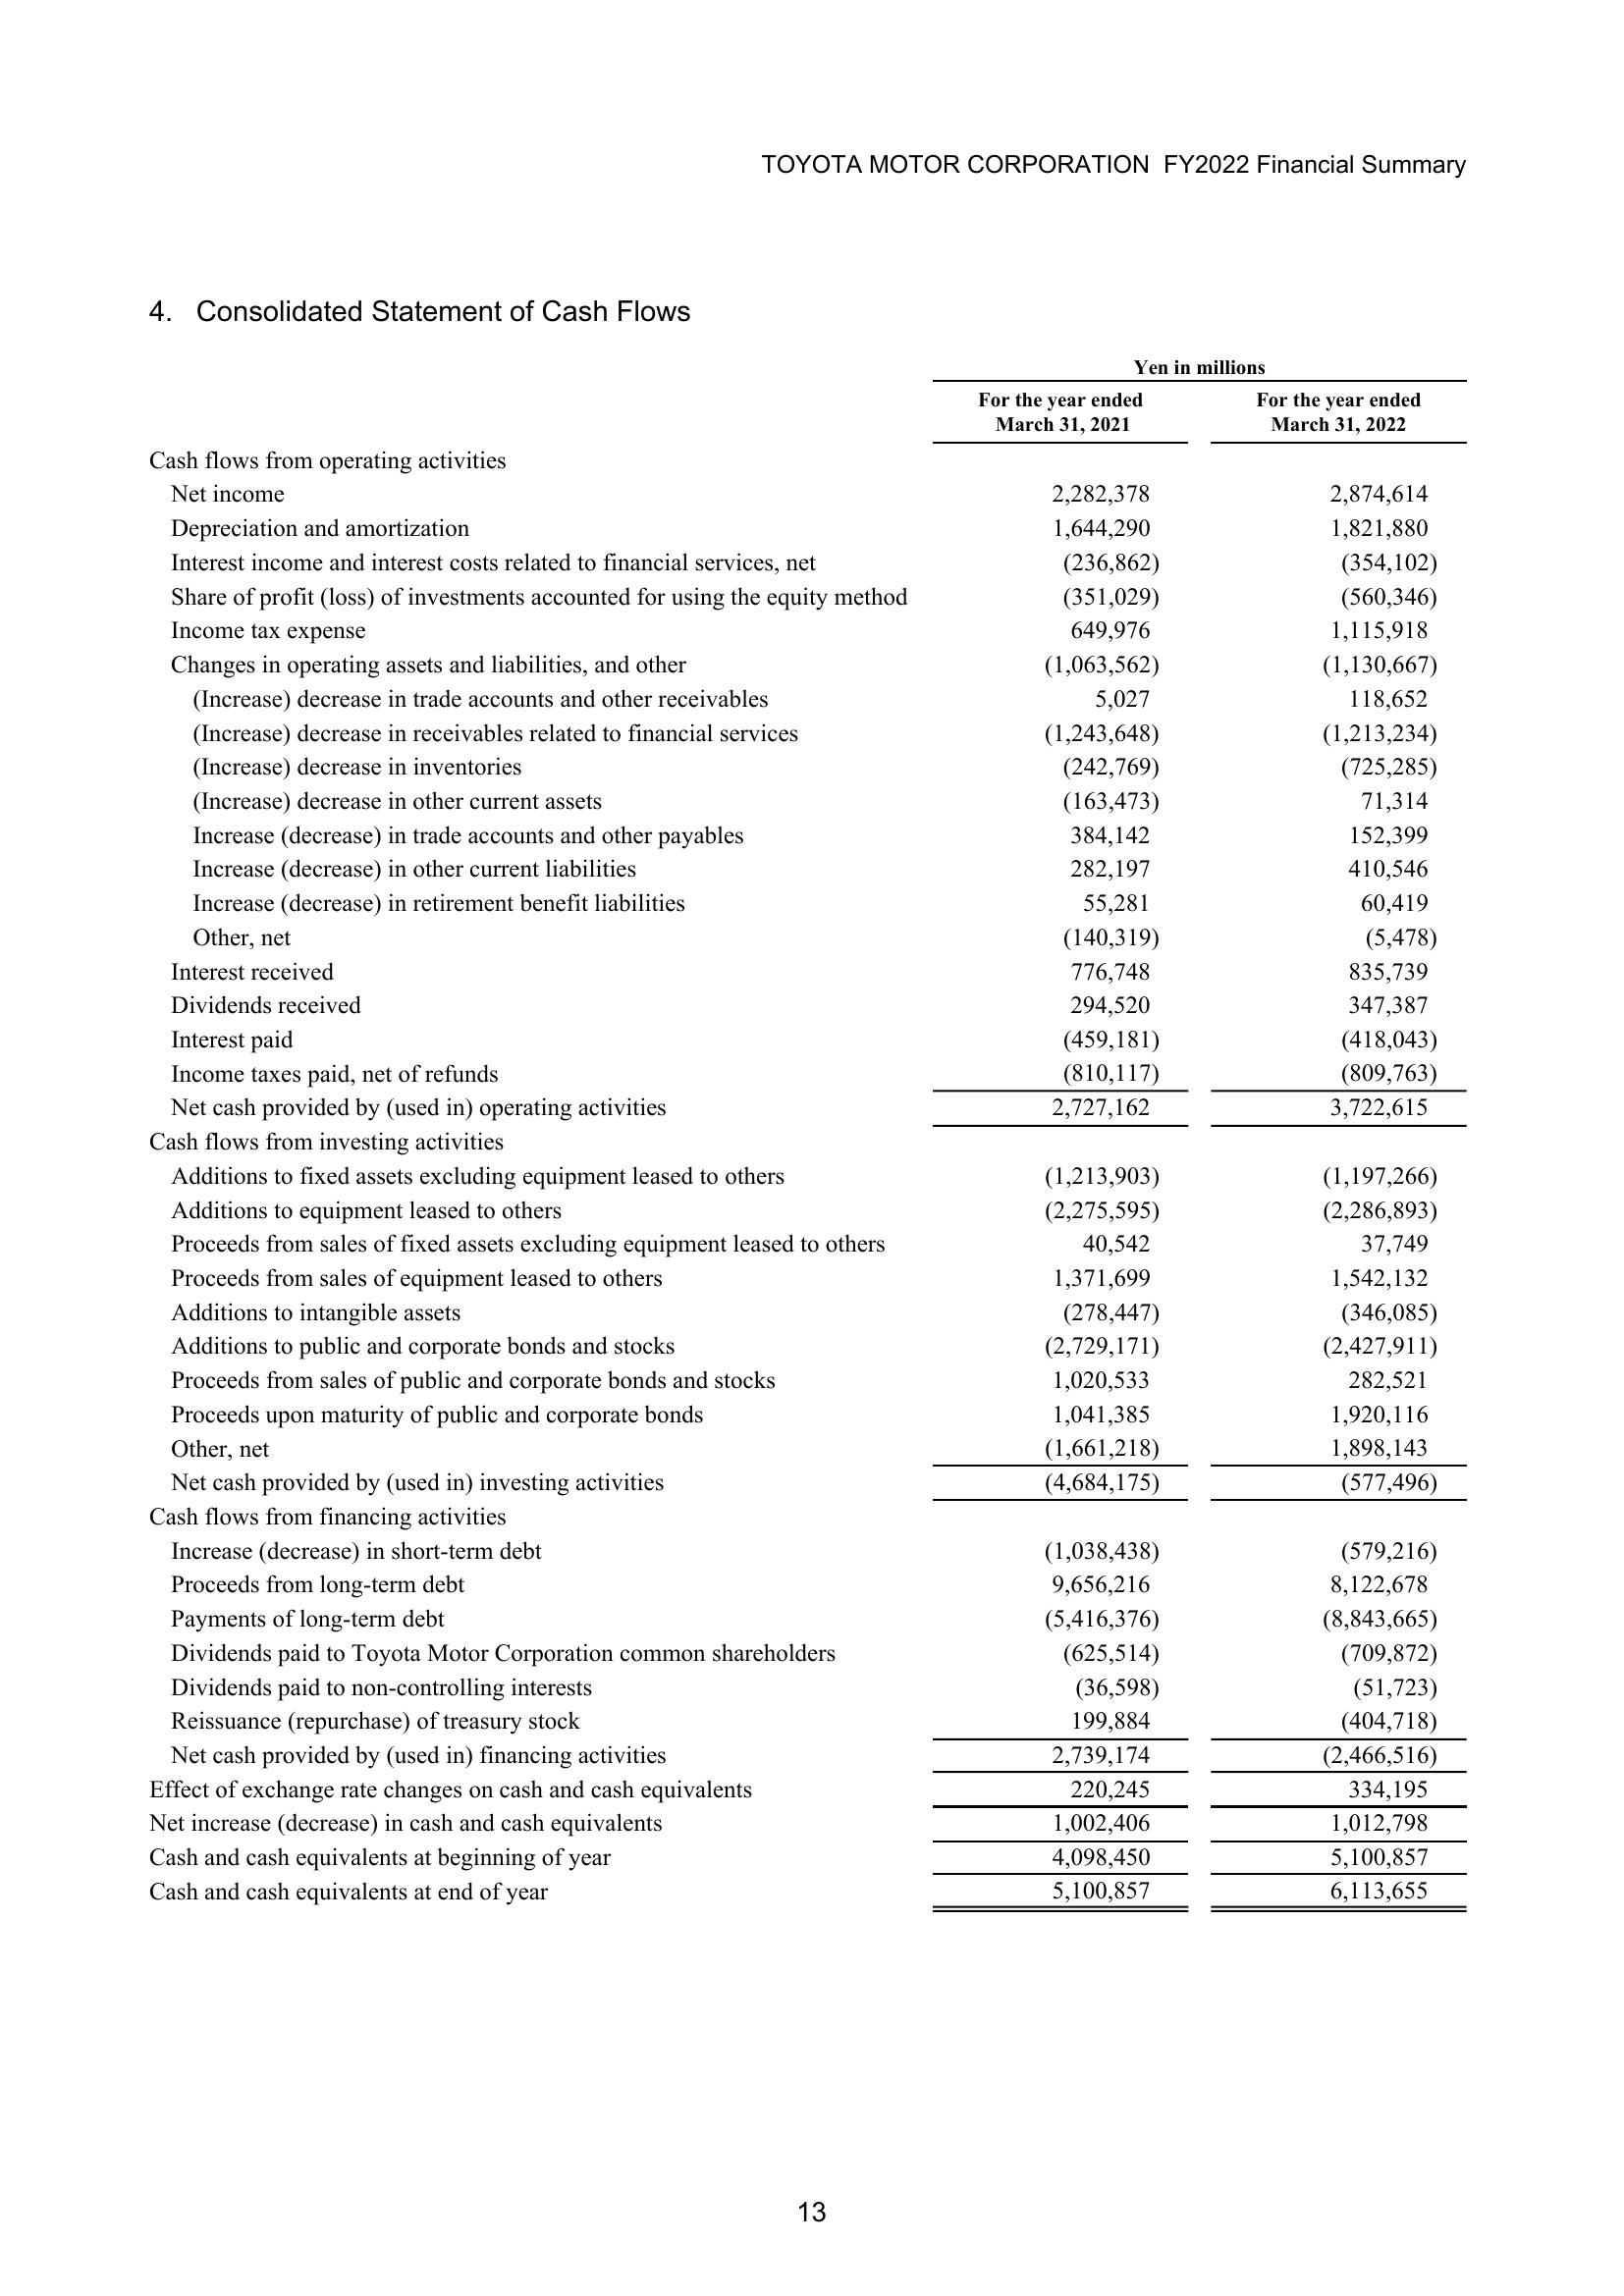 TOYOTA MOTOR CORPORATION FY2022 Financial Summary
4. Consolidated Statement of Cash Flows
Yen in millions
For the year ended March 31, 2021 For the year ended March 31, 2022
Cash flows from operating activities
Net income 2,282,378 2,874,614
Depreciation and amortization 1,644,290 1,821,880
Interest income and interest costs related to financial services, net (236,862) (354,102)
Share of profit (loss) of investments accounted for using the equity method (351,029) (560,346)
Income tax expense 649,976 1,115,918
Changes in operating assets and liabilities, and other (1,063,562) (1,130,667)
(Increase) decrease in trade accounts and other receivables 5,027 118,652
(Increase) decrease in receivables related to financial services (1,243,648) (1,213,234)
(Increase) decrease in inventories (242,769) (725,285)
(Increase) decrease in other current assets (163,473) 71,314
Increase (decrease) in trade accounts and other payables 384,142 152,399
Increase (decrease) in other current liabilities 282,197 410,546
Increase (decrease) in retirement benefit liabilities 55,281 60,419
Other, net (140,319) (5,478)
Interest received 776,748 835,739
Dividends received 294,520 347,387
Interest paid (459,181) (418,043)
Income taxes paid, net of refunds (810,117) (809,763)
Net cash provided by (used in) operating activities 2,727,162 3,722,615
Cash flows from investing activities
Additions to fixed assets excluding equipment leased to others (1,213,903) (1,197,266)
Additions to equipment leased to others (2,275,595) (2,286,893)
Proceeds from sales of fixed assets excluding equipment leased to others 40,542 37,749
Proceeds from sales of equipment leased to others 1,371,699 1,542,132
Additions to intangible assets (278,447) (346,085)
Additions to public and corporate bonds and stocks (2,729,171) (2,427,911)
Proceeds from sales of public and corporate bonds and stocks 1,020,533 282,521
Proceeds upon maturity of public and corporate bonds 1,041,385 1,920,116
Other, net (1,661,218) 1,898,143
Net cash provided by (used in) investing activities (4,684,175) (577,496)
Cash flows from financing activities
Increase (decrease) in short-term debt (1,038,438) (579,216)
Proceeds from long-term debt 9,656,216 8,122,678
Payments of long-term debt (5,416,376) (8,843,665)
Dividends paid to Toyota Motor Corporation common shareholders (625,514) (709,872)
Dividends paid to non-controlling interests (36,598) (51,723)
Reissuance (repurchase) of treasury stock 199,884 (404,718)
Net cash provided by (used in) financing activities 2,739,174 (2,466,516)
Effect of exchange rate changes on cash and cash equivalents 220,245 334,195
Net increase (decrease) in cash and cash equivalents 1,002,406 1,012,798
Cash and cash equivalents at beginning of year 4,098,450 5,100,857
Cash and cash equivalents at end of year 5,100,857 6,113,655
13